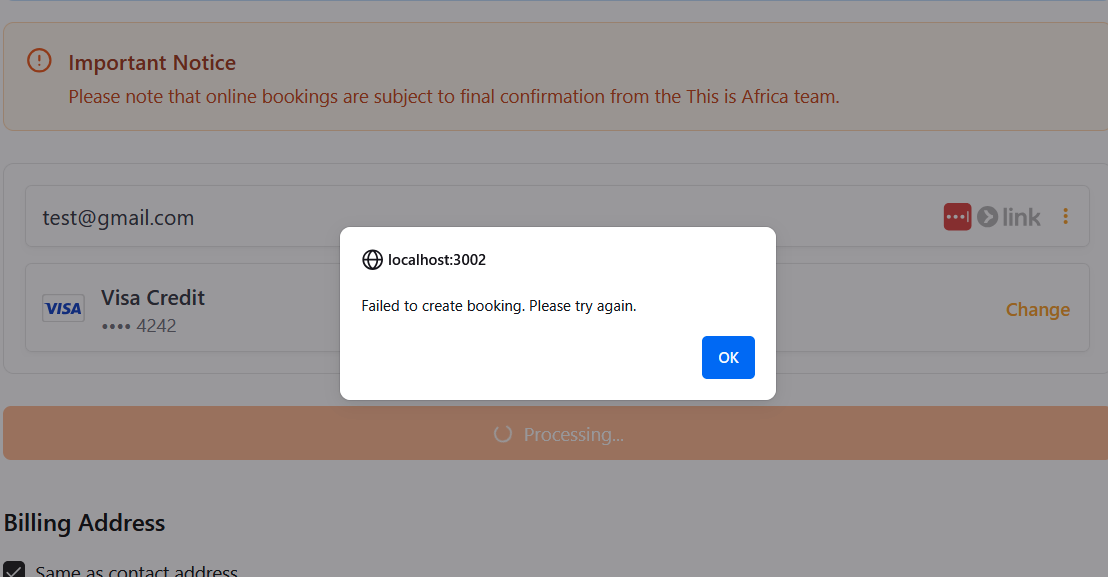 Important Notice
Please note that online bookings are subject to final confirmation from the This is Africa team.
test@gmail.com
link
localhost:3002
Failed to create booking. Please try again.
OK
VISA
Visa Credit
•••• 4242
Change
Processing...
Billing Address
Same as contact address